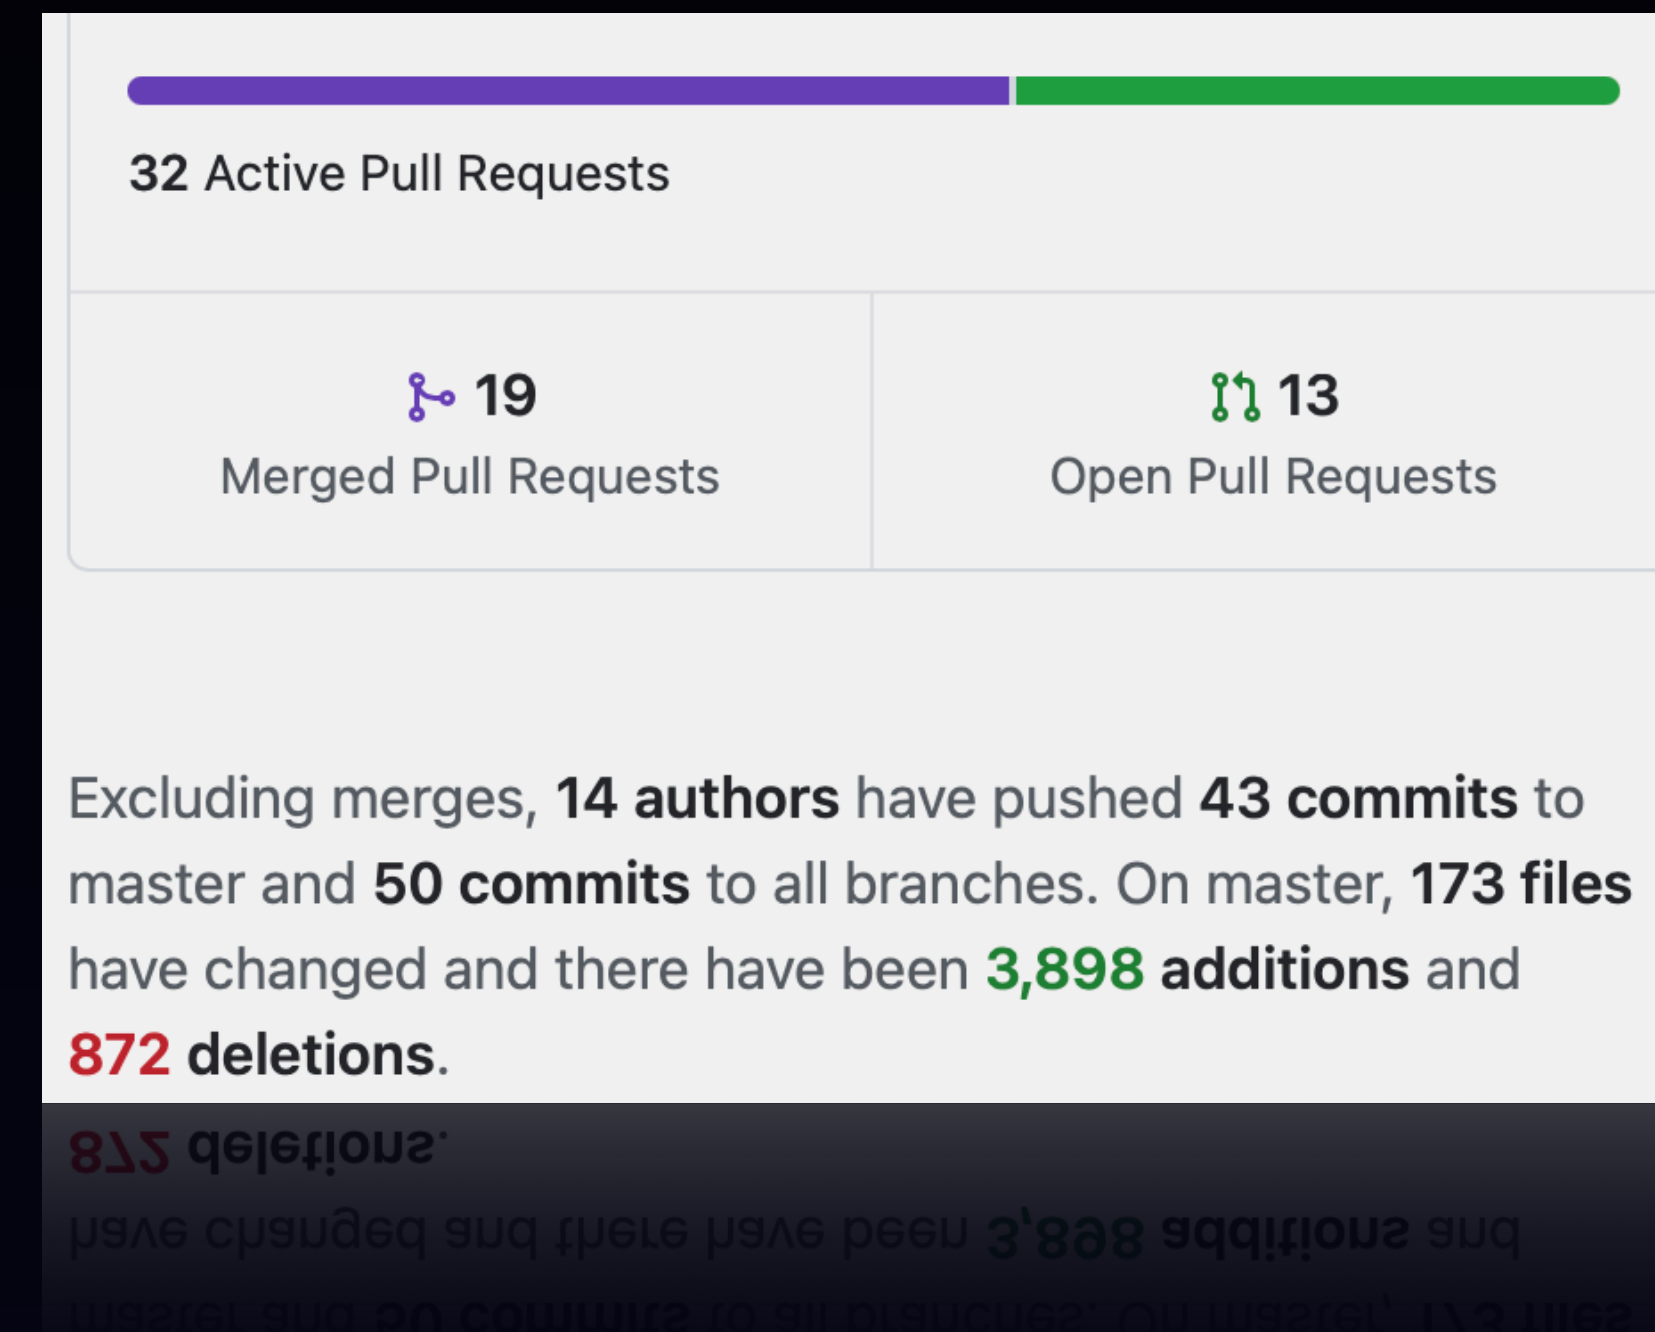 32 Active Pull Requests
19
Merged Pull Requests
13
Open Pull Requests
Excluding merges, 14 authors have pushed 43 commits to
master and 50 commits to all branches. On master, 173 files
have changed and there have been 3,898 additions and
872 deletions.